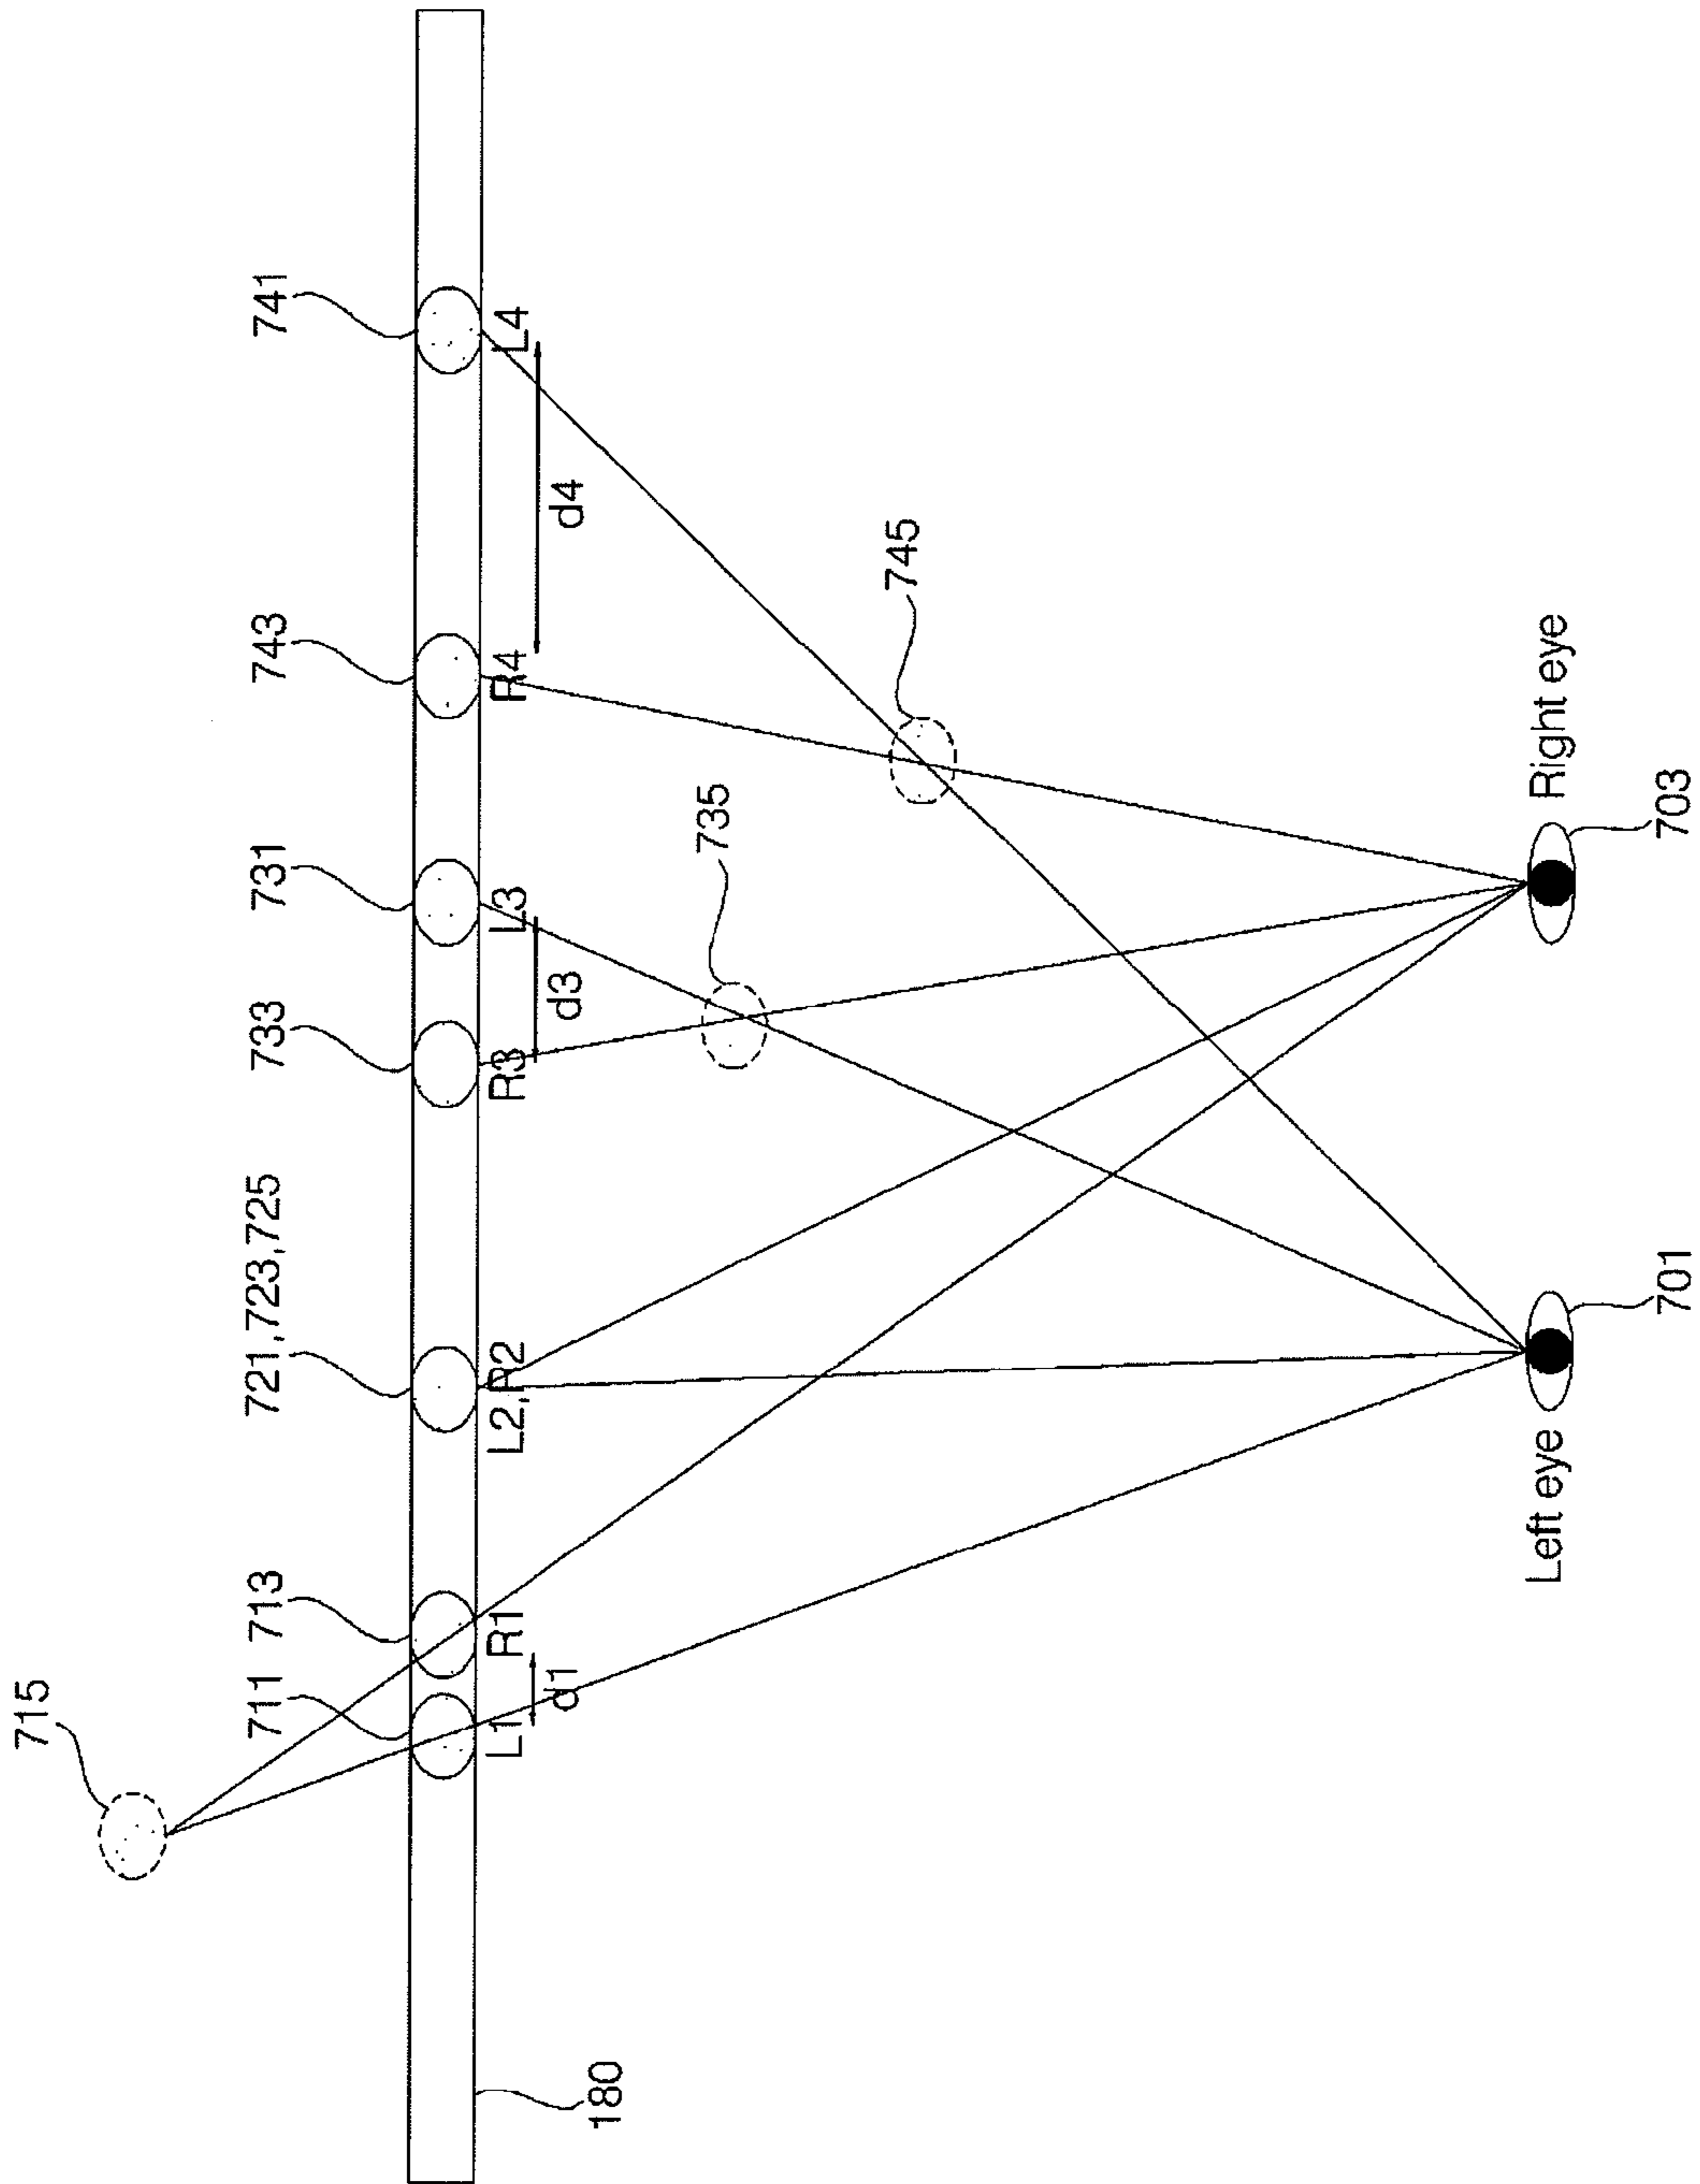 715
711
713
721,723,725
733
731
743
741
L1
R1
L2,R2
R3
L3
R4
L4
d1
d3
d4
180
735
745
Left eye
Right eye
701
703